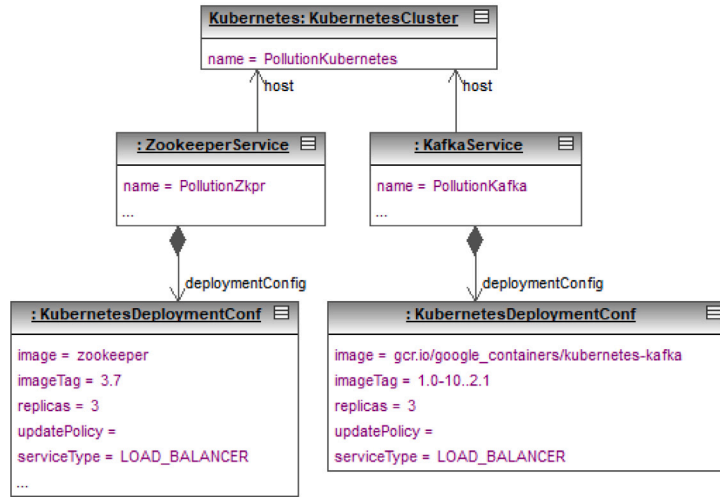 Kubernetes: KubernetesCluster
name = PollutionKubernetes
host
host
: ZookeeperService
name = PollutionZkpr
...
: KafkaService
name = PollutionKafka
...
deploymentConfig
deploymentConfig
: KubernetesDeploymentConf
image = zookeeper
imageTag = 3.7
replicas = 3
updatePolicy =
serviceType = LOAD_BALANCER
...
: KubernetesDeploymentConf
image = gcr.io/google_containers/kubernetes-kafka
imageTag = 1.0-10..2.1
replicas = 3
updatePolicy =
serviceType = LOAD_BALANCER